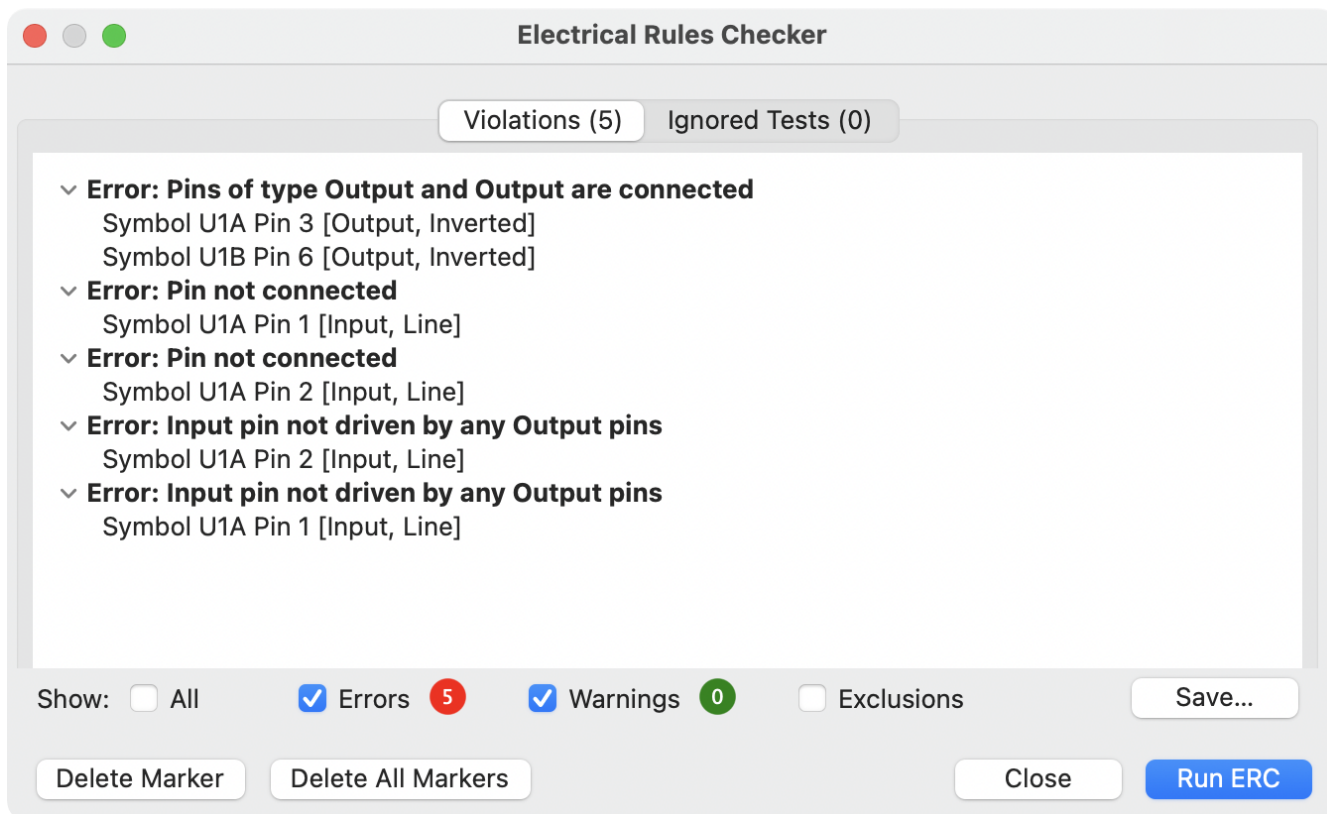 Electrical Rules Checker
Violations (5)
Ignored Tests (0)
Error: Pins of type Output and Output are connected
Symbol U1A Pin 3 [Output, Inverted]
Symbol U1B Pin 6 [Output, Inverted]
Error: Pin not connected
Symbol U1A Pin 1 [Input, Line]
Error: Pin not connected
Symbol U1A Pin 2 [Input, Line]
Error: Input pin not driven by any Output pins
Symbol U1A Pin 2 [Input, Line]
Error: Input pin not driven by any Output pins
Symbol U1A Pin 1 [Input, Line]
Show: All Errors 5 Warnings 0 Exclusions Save...
Delete Marker Delete All Markers Close Run ERC